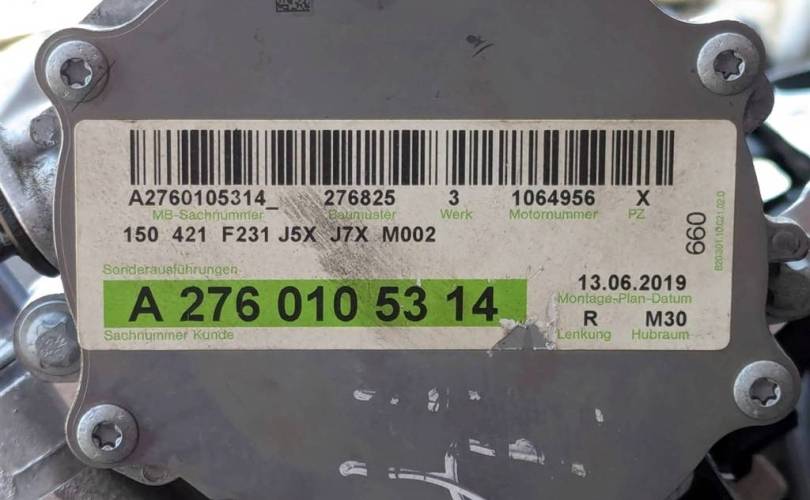 A2760105314_ 276825 3 1064956 X
MB-Sachnummer Baumuster Werk Motornummer PZ
150 421 F231 J5X J7X M002
660
Sonderausführungen
A 276 010 53 14
Sachnummer Kunde
13.06.2019
Montage-Plan-Datum
R M30
Lenkung Hubraum